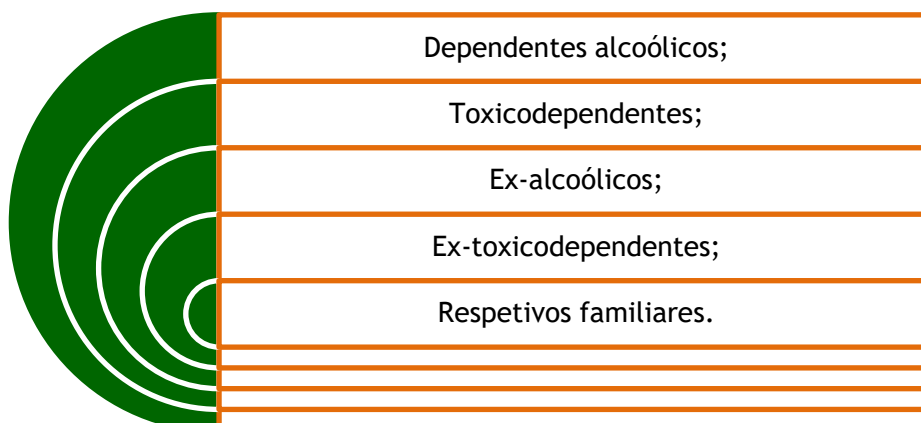 Dependentes alcoólicos;
Toxicodependentes;
Ex-alcoólicos;
Ex-toxicodependentes;
Respetivos familiares.